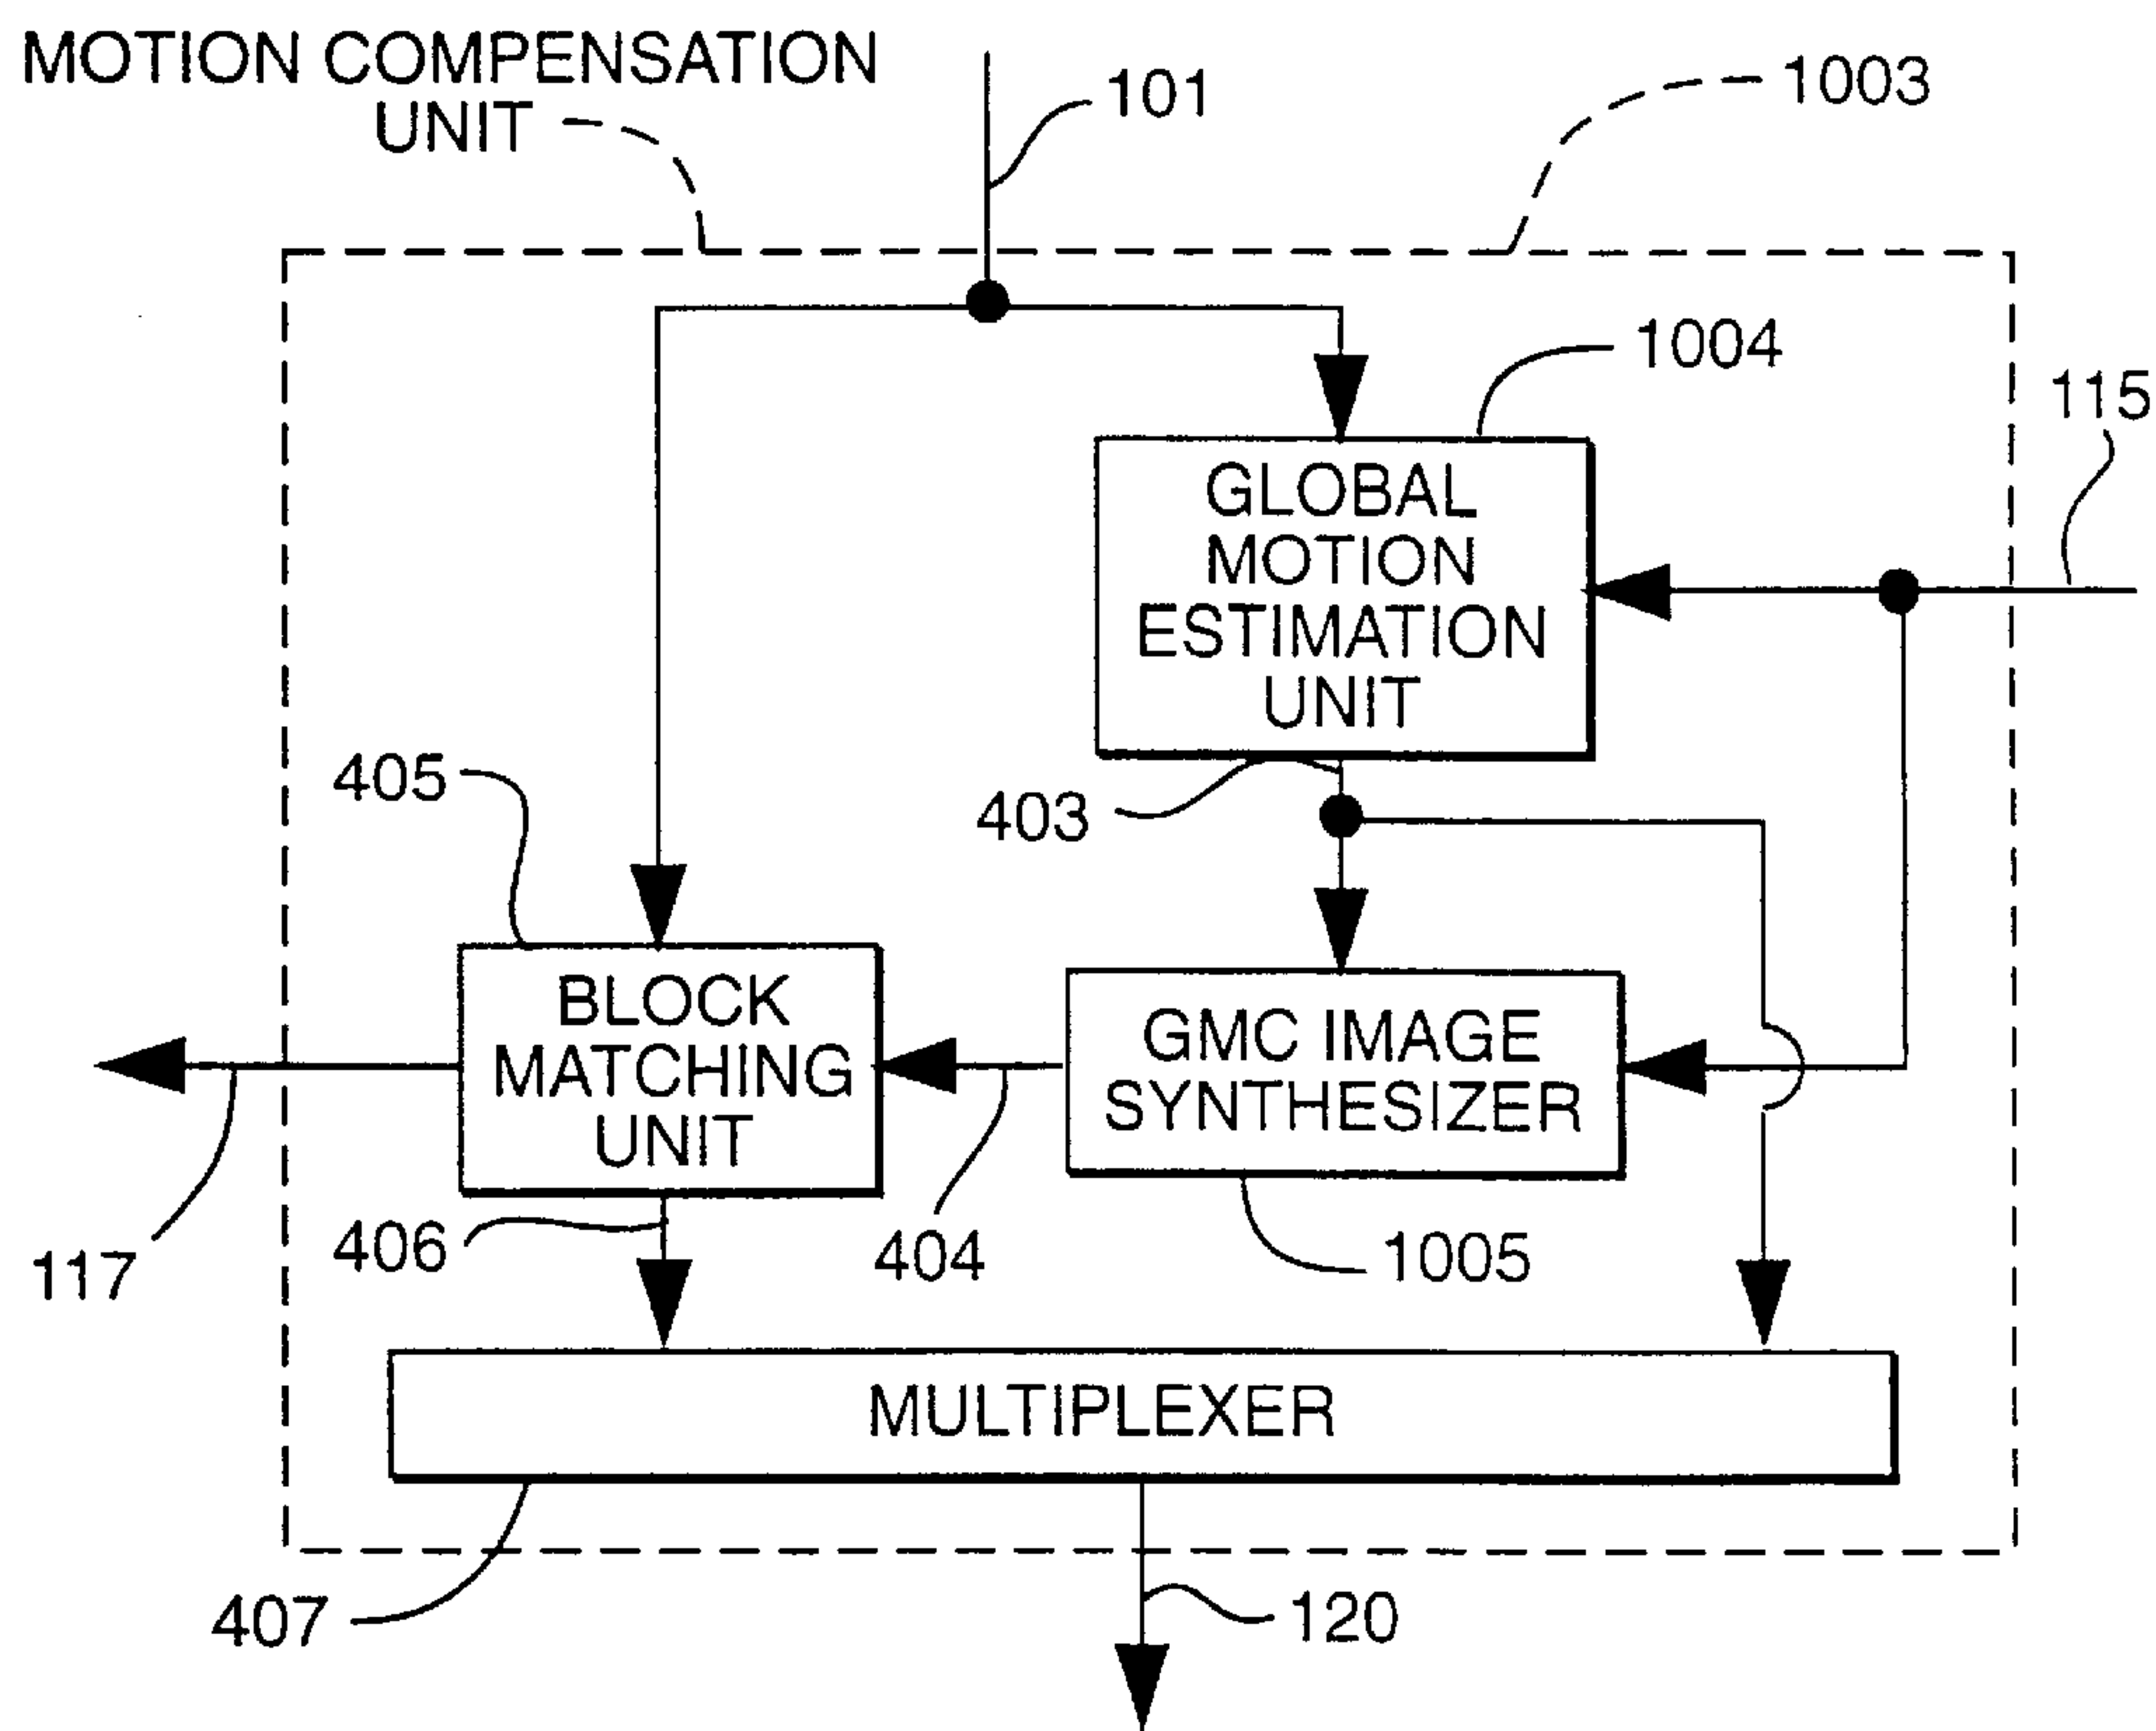 MOTION COMPENSATION
UNIT
101
1003
1004
115
GLOBAL
MOTION
ESTIMATION
UNIT
405
403
BLOCK
MATCHING
UNIT
GMC IMAGE
SYNTHESIZER
117
406
404
1005
MULTIPLEXER
407
120